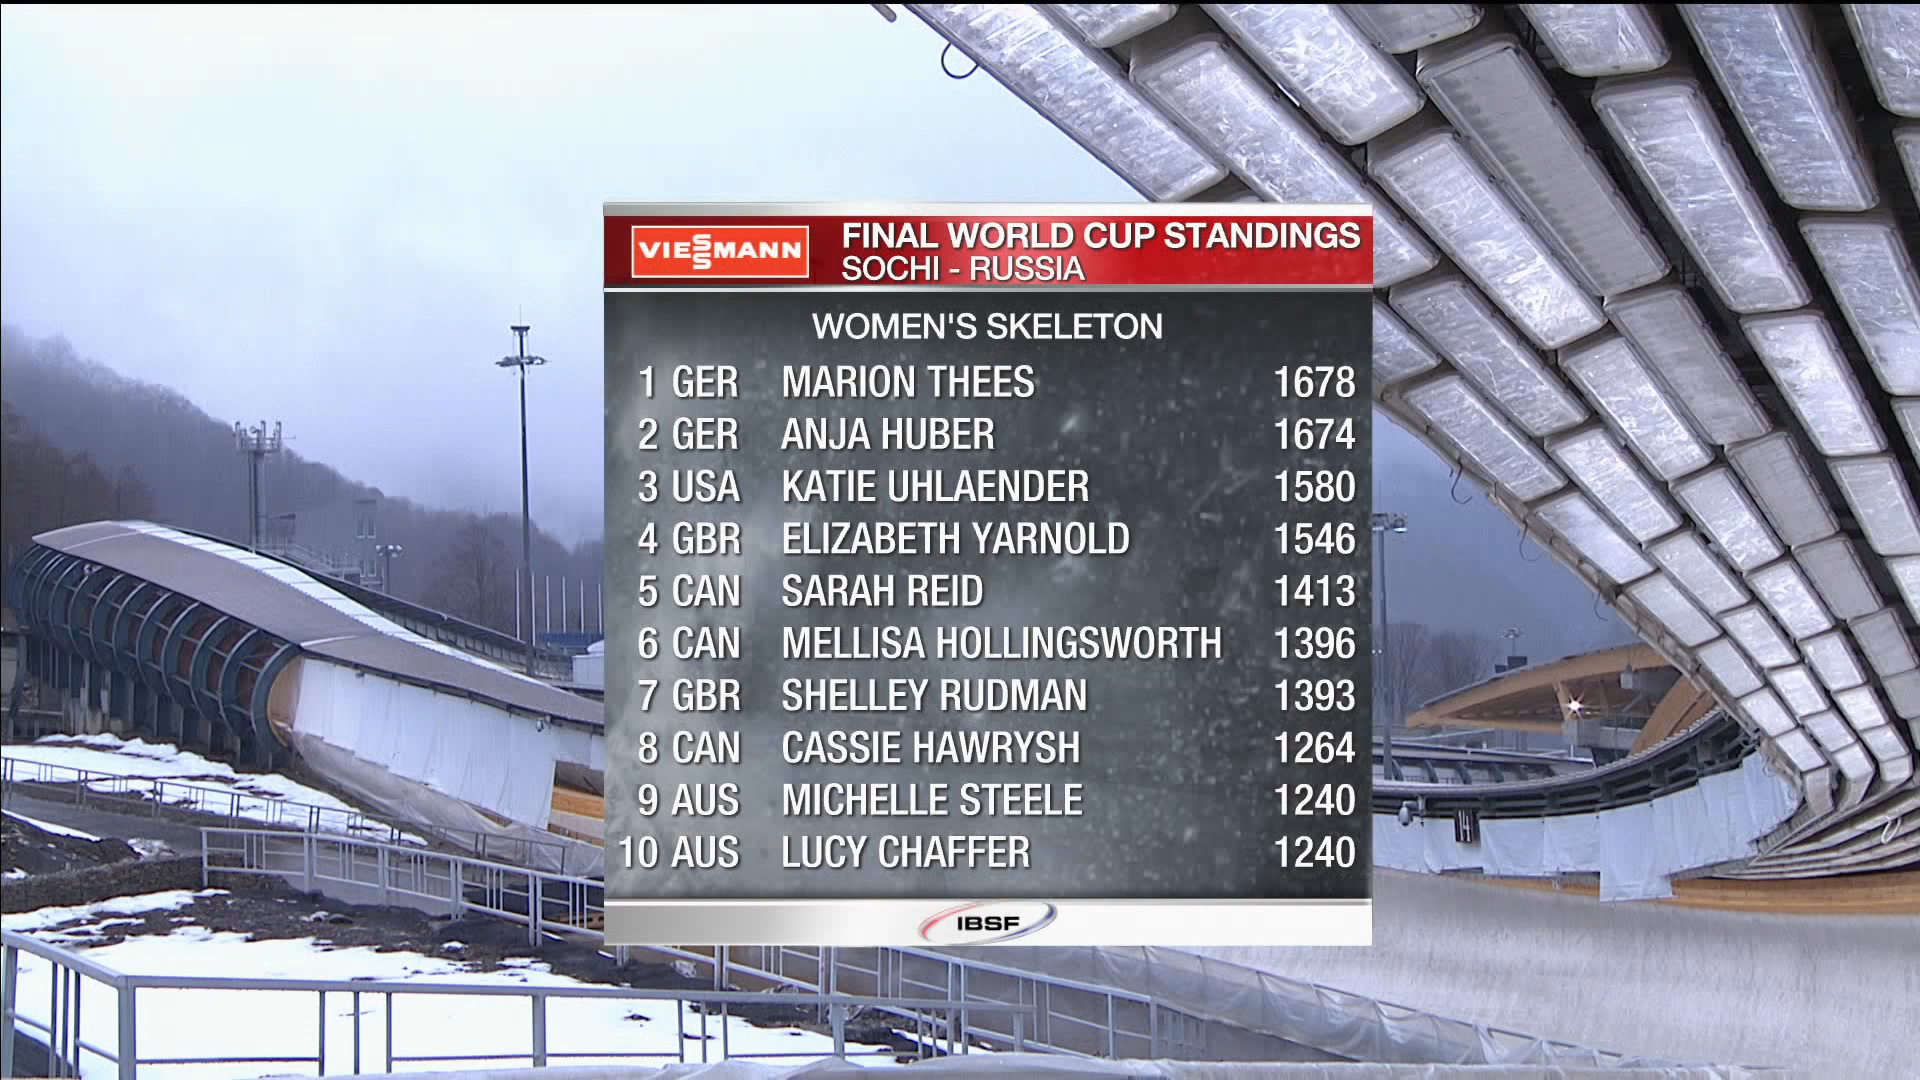 VIESSMANN
FINAL WORLD CUP STANDINGS
SOCHI - RUSSIA
WOMEN'S SKELETON
1 GER MARION THEES 1678
2 GER ANJA HUBER 1674
3 USA KATIE UHLAENDER 1580
4 GBR ELIZABETH YARNOLD 1546
5 CAN SARAH REID 1413
6 CAN MELLISA HOLLINGSWORTH 1396
7 GBR SHELLEY RUDMAN 1393
8 CAN CASSIE HAWRYSH 1264
9 AUS MICHELLE STEELE 1240
10 AUS LUCY CHAFFER 1240
IBSF
14